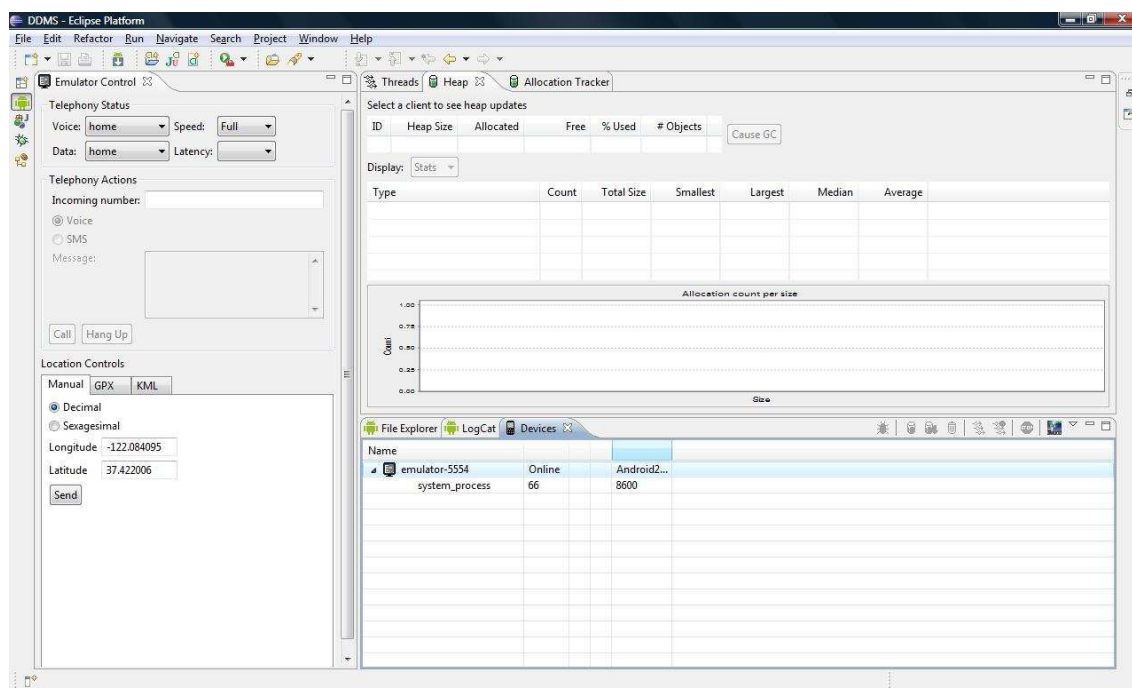 DDMS - Eclipse Platform
File Edit Refactor Run Navigate Search Project Window Help
Emulator Control
Telephony Status
Voice: home Speed: Full
Data: home Latency:
Telephony Actions
Incoming number:
Voice
SMS
Message:
Call Hang Up
Location Controls
Manual GPX KML
Decimal
Sexagesimal
Longitude -122.084095
Latitude 37.422006
Send
Threads Heap Allocation Tracker
Select a client to see heap updates
ID Heap Size Allocated Free % Used # Objects
Cause GC
Display: Stats
Type Count Total Size Smallest Largest Median Average
Allocation count per size
1.00
0.75
0.50
0.25
0.00
Count
Size
File Explorer LogCat Devices
Name
emulator-5554 Online Android2...
system_process 66 8600